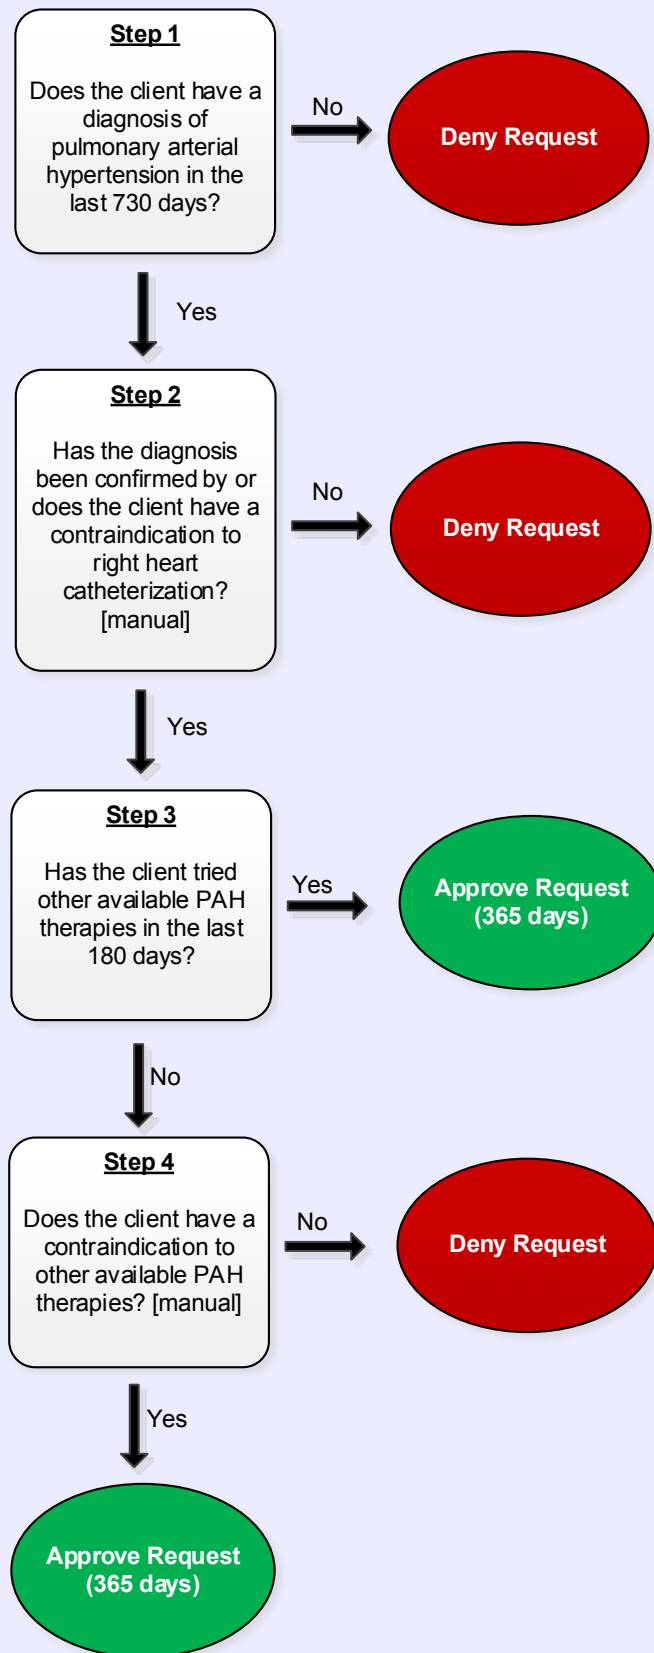 Step 1
Does the client have a
diagnosis of
pulmonary arterial
hypertension in the
last 730 days?
No
Deny Request
Yes
Step 2
Has the diagnosis
been confirmed by or
does the client have a
contraindication to
right heart
catheterization?
[manual]
No
Deny Request
Yes
Step 3
Has the client tried
other available PAH
therapies in the last
180 days?
Yes
Approve Request
(365 days)
No
Step 4
Does the client have a
contraindication to
other available PAH
therapies? [manual]
No
Deny Request
Yes
Approve Request
(365 days)